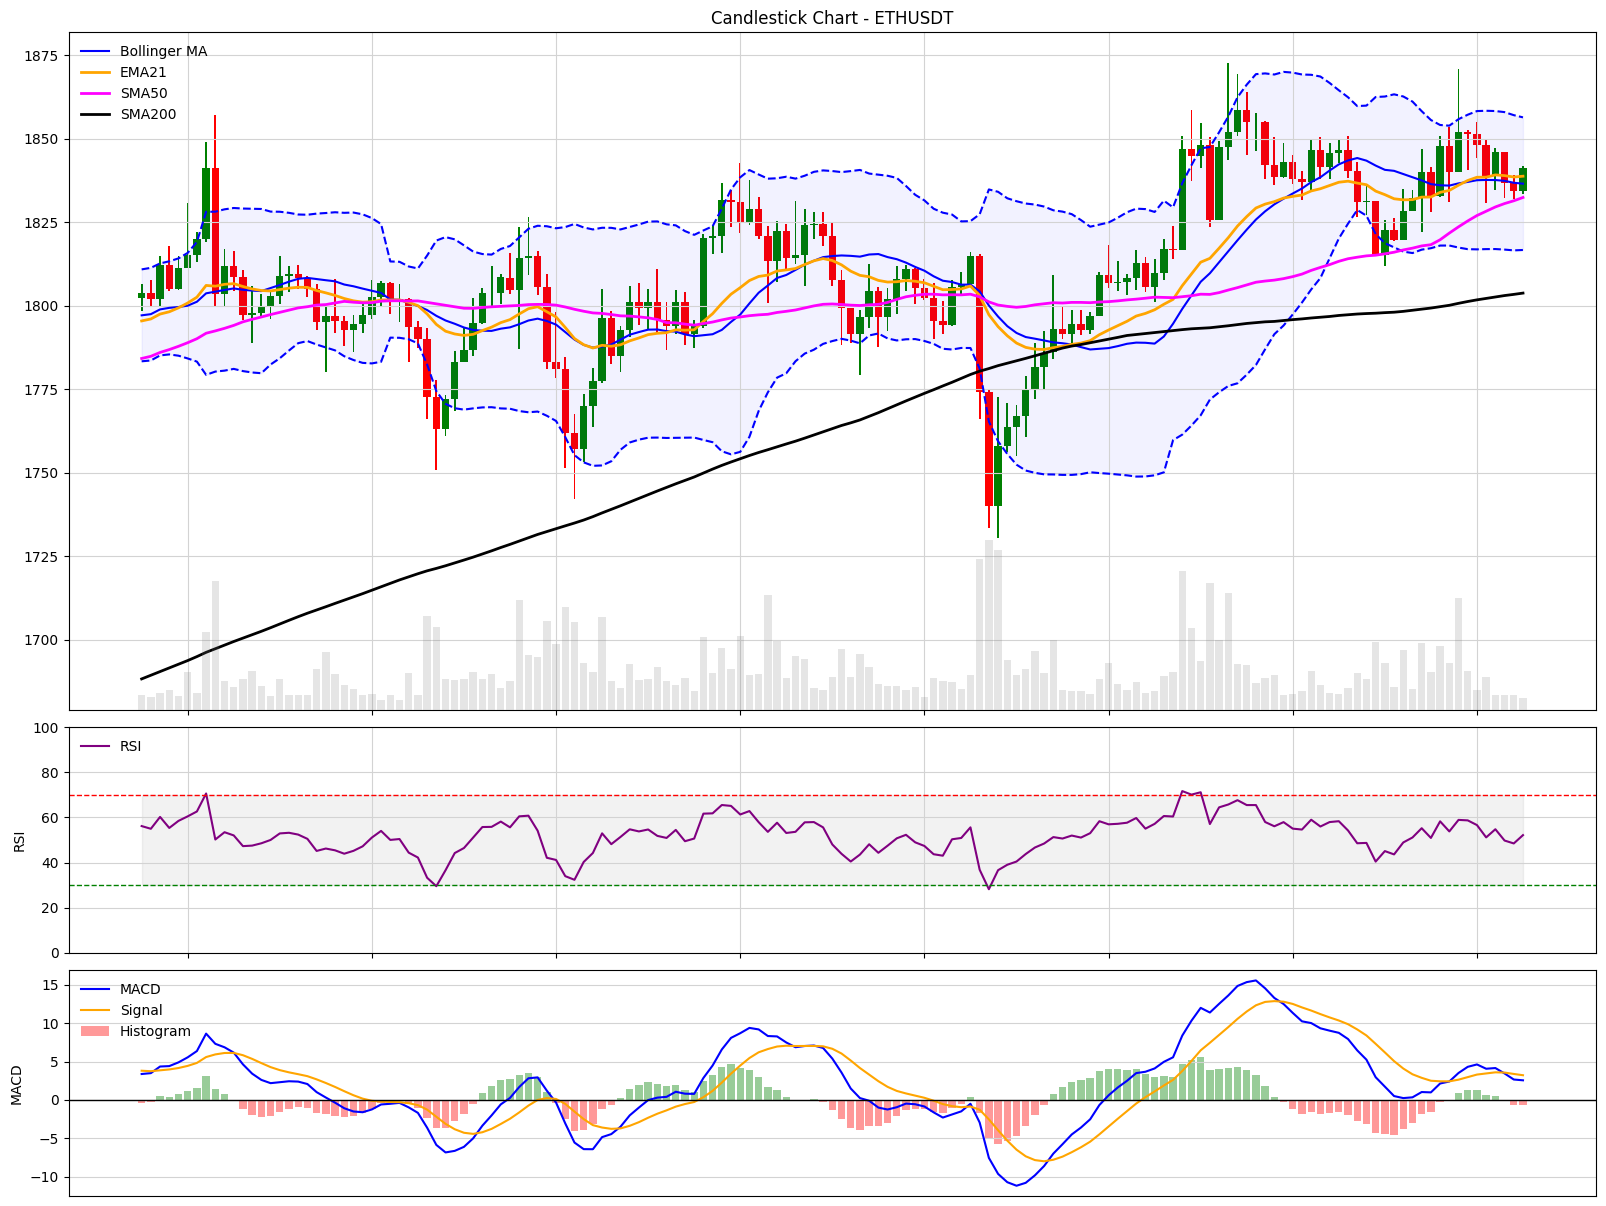 Candlestick Chart - ETHUSDT
Bollinger MA
EMA21
SMA50
SMA200
1875
1850
1825
1800
1775
1750
1725
1700
RSI
RSI
100
80
60
40
20
0
MACD
Signal
Histogram
MACD
15
10
5
0
−5
−10